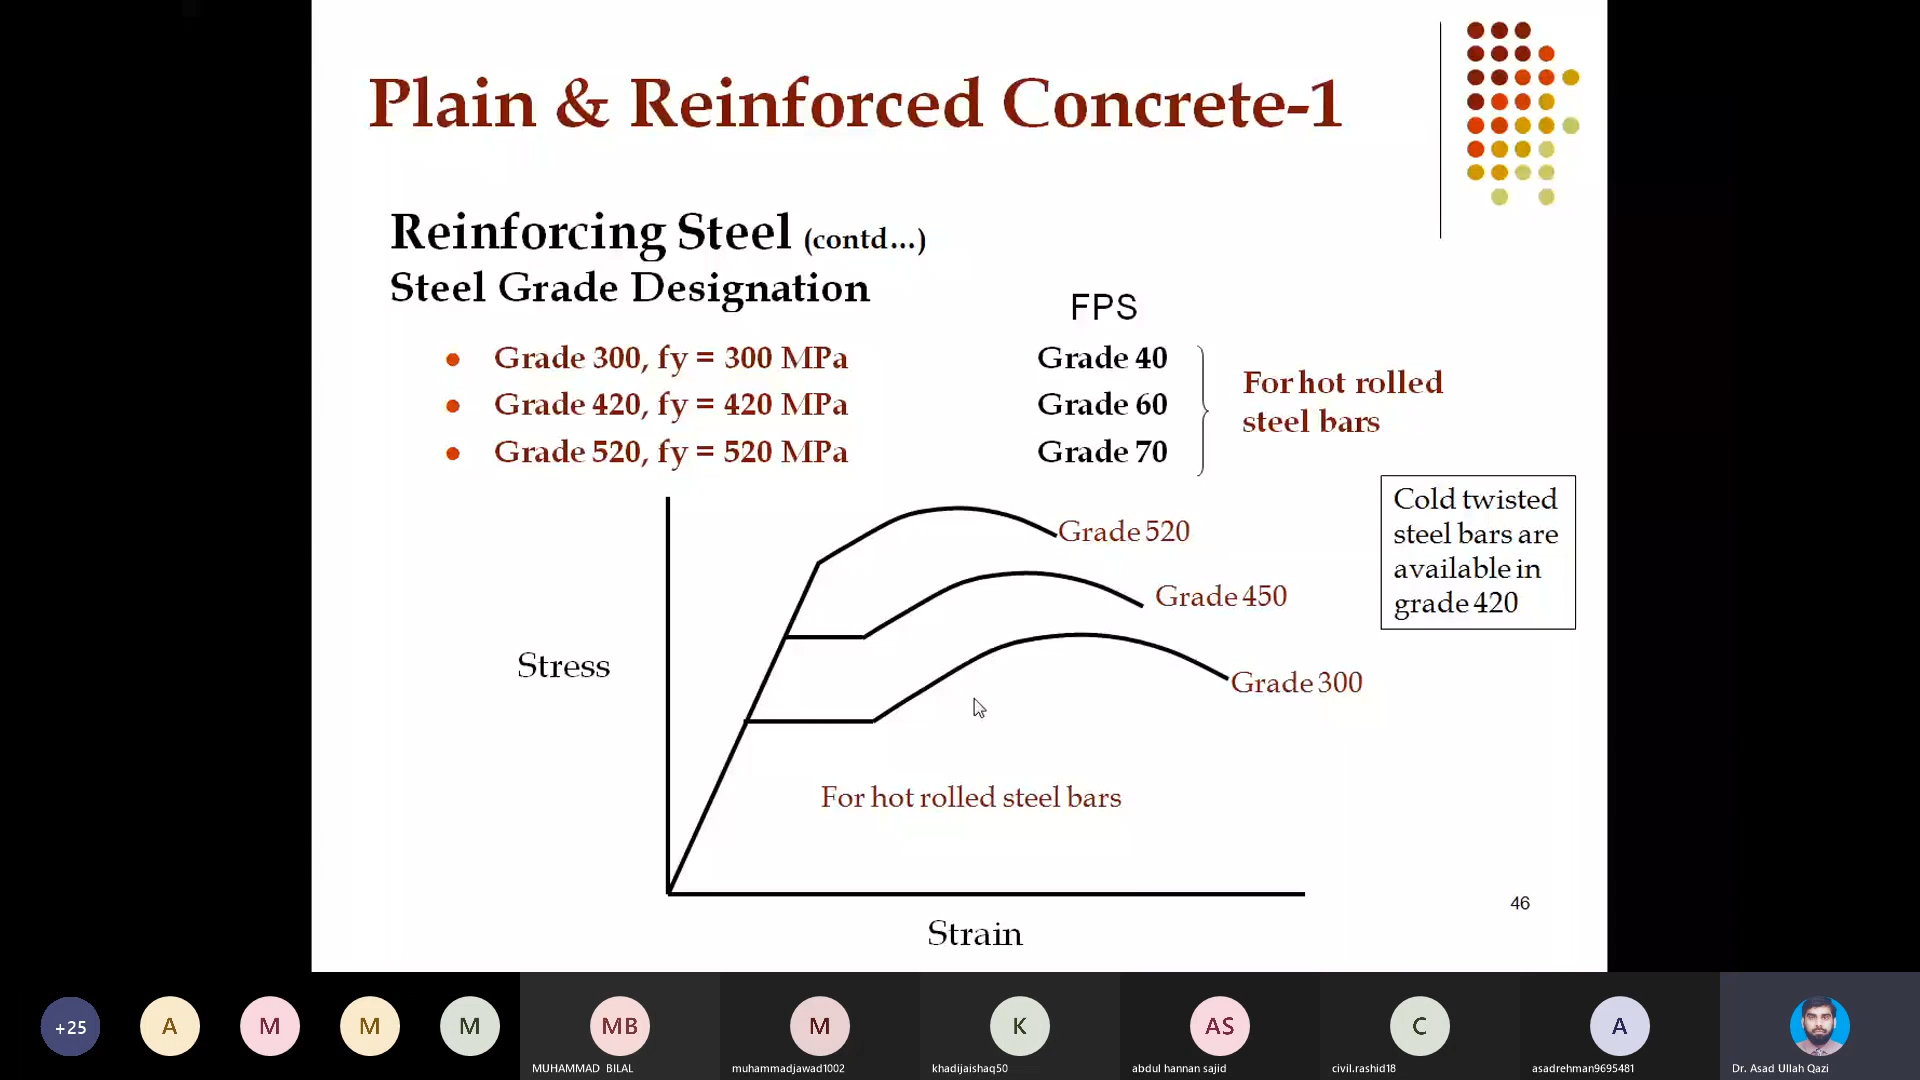 Plain & Reinforced Concrete-1
Reinforcing Steel (contd…)
Steel Grade Designation
FPS
Grade 300, fy = 300 MPa
Grade 40
Grade 420, fy = 420 MPa
Grade 60
Grade 520, fy = 520 MPa
Grade 70
For hot rolled
steel bars
Cold twisted
steel bars are
available in
grade 420
Grade 520
Grade 450
Stress
Grade 300
For hot rolled steel bars
Strain
46
+25
A
M
M
M
MB
M
K
AS
C
A
MUHAMMAD BILAL
muhammadjawad1002
khadijaishaq50
abdul hannan sajid
civil.rashid18
asadrehman9695481
Dr. Asad Ullah Qazi